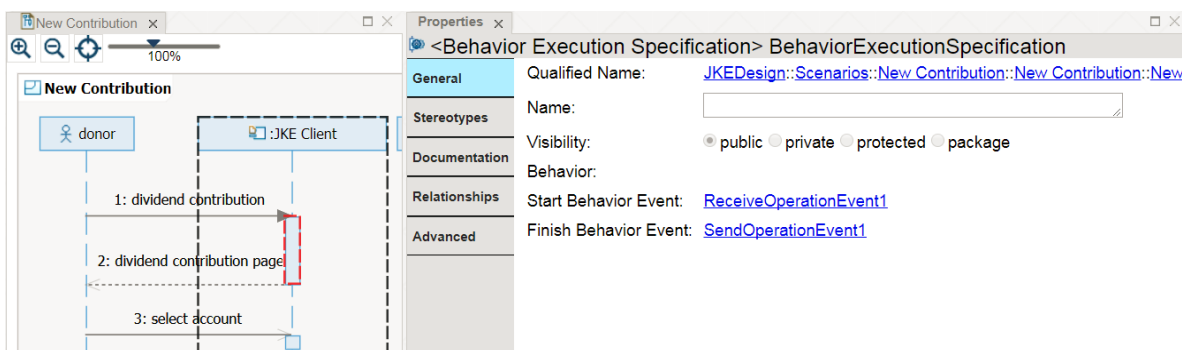 New Contribution
100%
New Contribution
donor
:JKE Client
1: dividend contribution
2: dividend contribution page
3: select account
Properties
<Behavior Execution Specification> BehaviorExecutionSpecification
General
Stereotypes
Documentation
Relationships
Advanced
Qualified Name: JKEDesign::Scenarios::New Contribution::New Contribution::New
Name:
Visibility: public private protected package
Behavior:
Start Behavior Event: ReceiveOperationEvent1
Finish Behavior Event: SendOperationEvent1